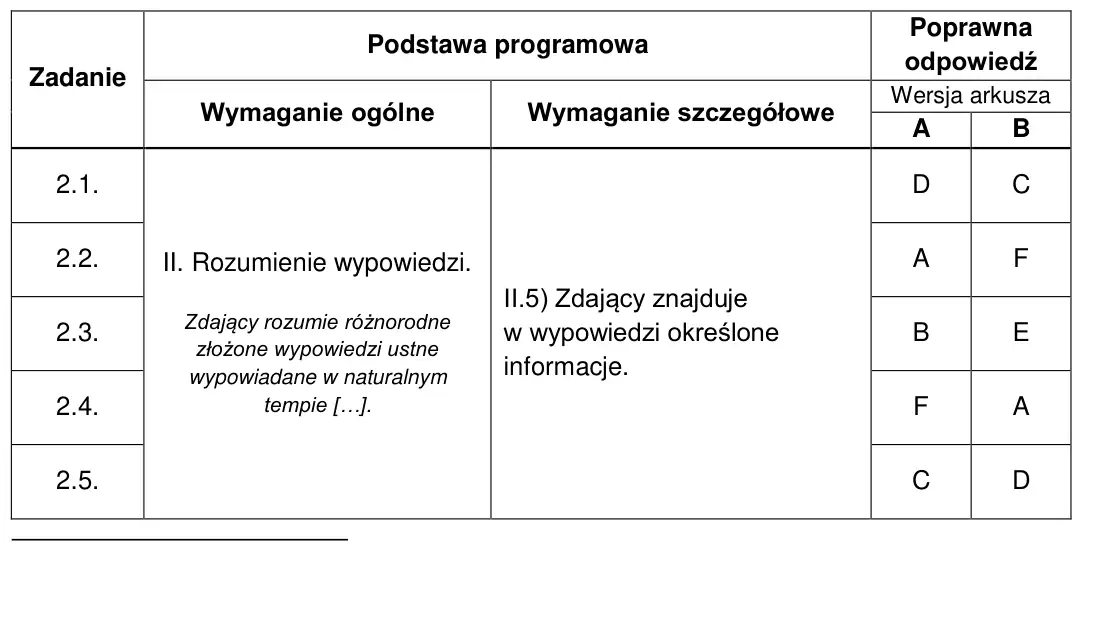 Zadanie
Podstawa programowa
Poprawna
odpowiedź
Wymaganie ogólne
Wymaganie szczegółowe
Wersja arkusza
A B
2.1.
D C
2.2.
A F
2.3.
B E
2.4.
F A
2.5.
C D
II. Rozumienie wypowiedzi.
Zdający rozumie różnorodne
złożone wypowiedzi ustne
wypowiadane w naturalnym
tempie […].
II.5) Zdający znajduje
w wypowiedzi określone
informacje.